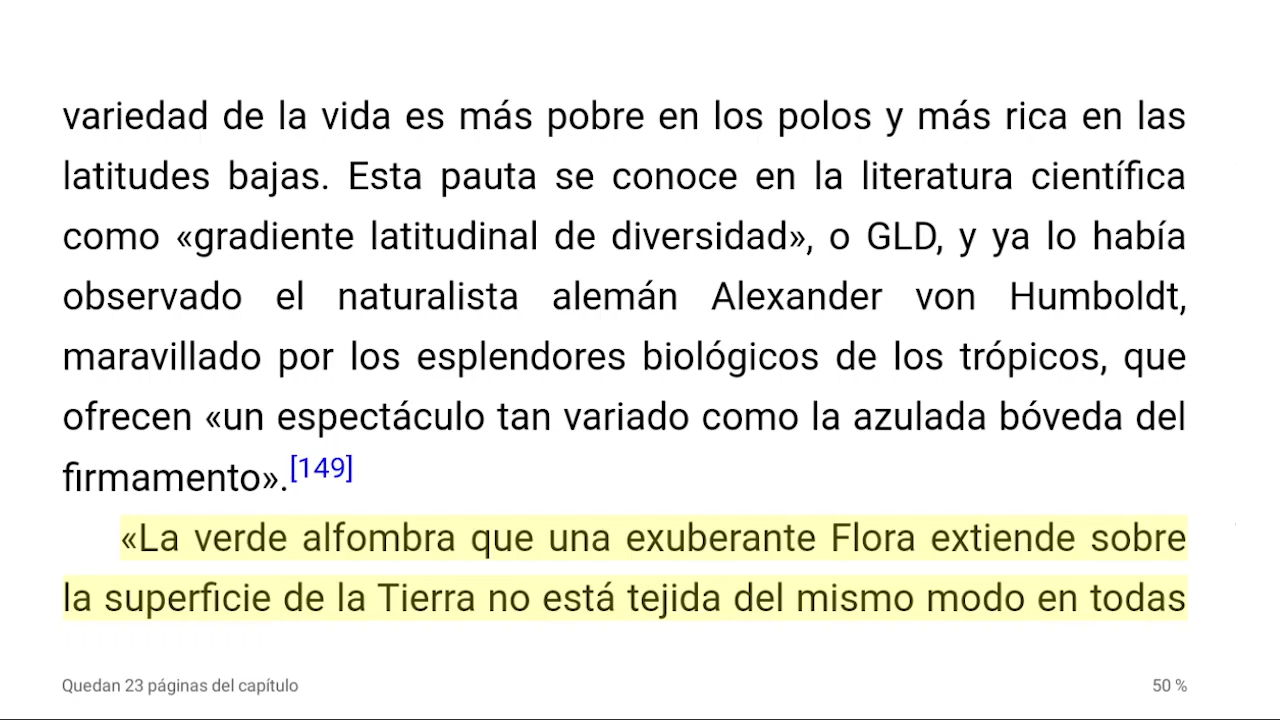 variedad de la vida es más pobre en los polos y más rica en las
latitudes bajas. Esta pauta se conoce en la literatura científica
como «gradiente latitudinal de diversidad», o GLD, y ya lo había
observado el naturalista alemán Alexander von Humboldt,
maravillado por los esplendores biológicos de los trópicos, que
ofrecen «un espectáculo tan variado como la azulada bóveda del
firmamento».[149]
«La verde alfombra que una exuberante Flora extiende sobre
la superficie de la Tierra no está tejida del mismo modo en todas
Quedan 23 páginas del capítulo
50 %